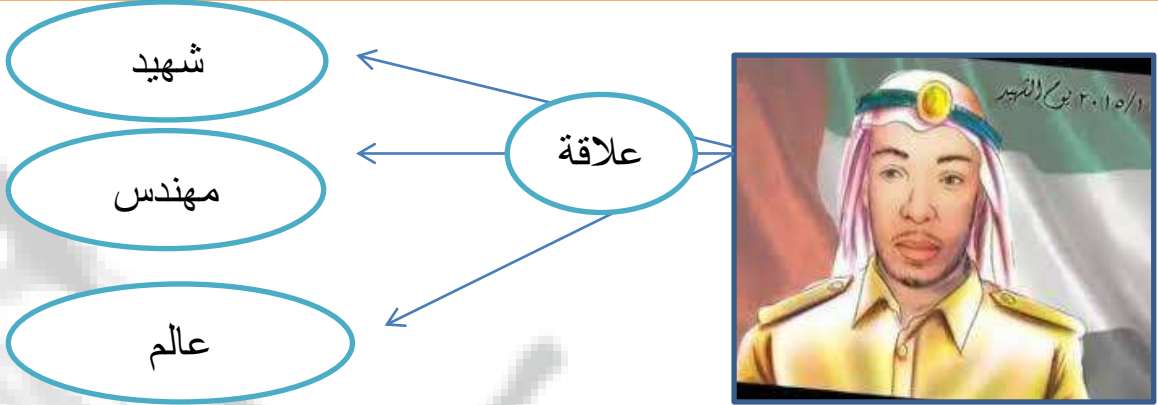 شهيد
علاقة
مهندس
عالم
يوم الشهيد